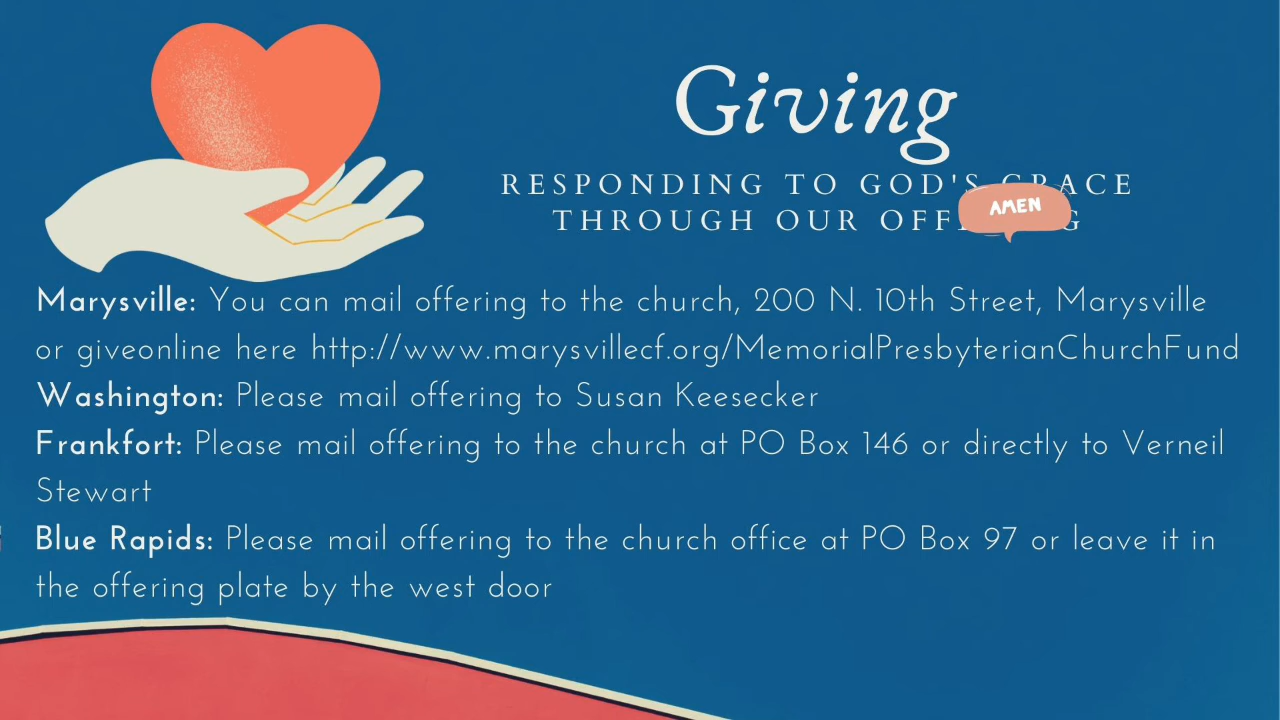 Giving
RESPONDING TO GOD'S GRACE
THROUGH OUR
AMEN
Marysville: You can mail offering to the church, 200 N. 10th Street, Marysville
or giveonline here http://www.marysvillecf.org/MemorialPresbyterianChurchFund
Washington: Please mail offering to Susan Keesecker
Frankfort: Please mail offering to the church at PO Box 146 or directly to Verneil
Stewart
Blue Rapids: Please mail offering to the church office at PO Box 97 or leave it in
the offering plate by the west door